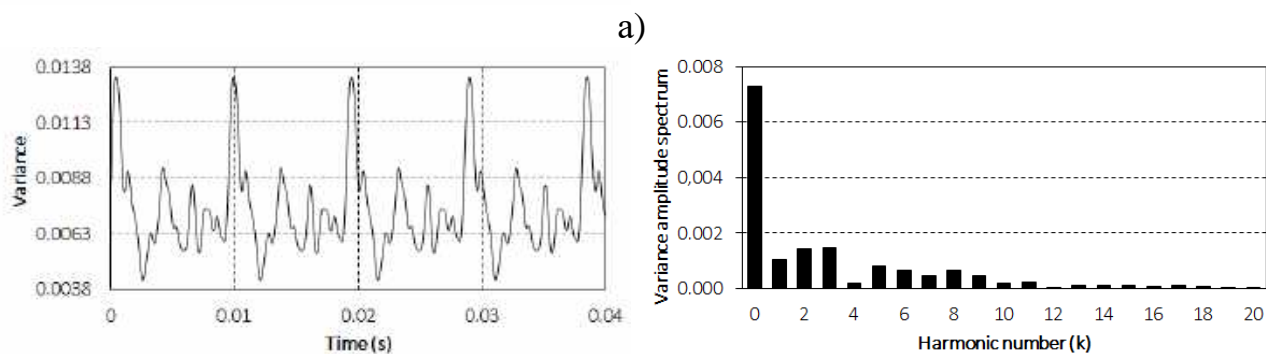 a)
0.0138
0.0113
0.0088
0.0063
0.0038
Variance
0 0.01 0.02 0.03 0.04
Time (s)
0.008
0.006
0,004
0.002
0.000
Variance amplitude spectrum
0 2 4 6 8 10 12 14 16 18 20
Harmonic number (k)